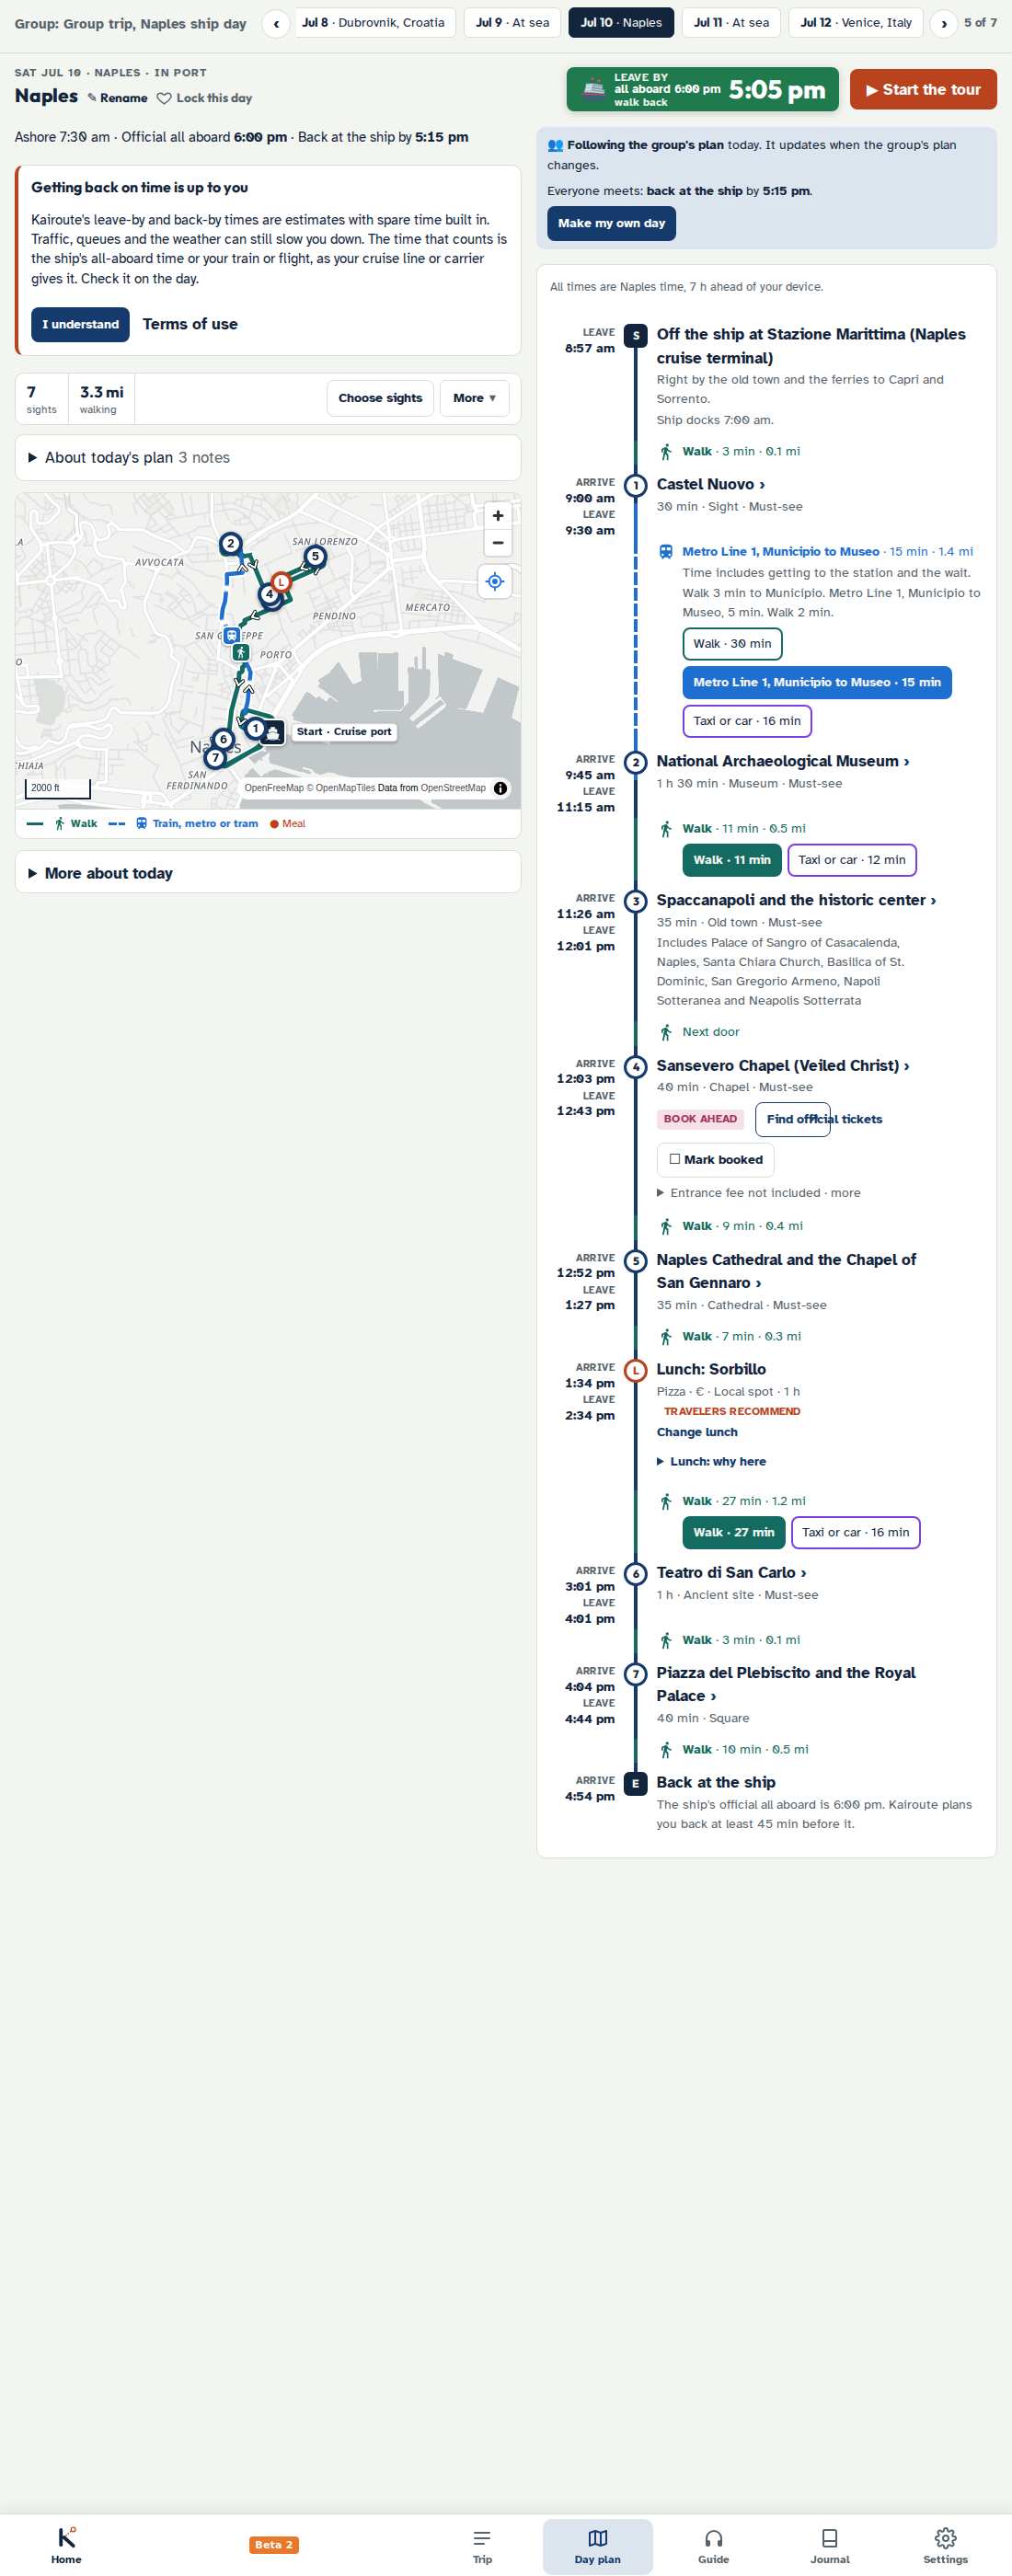 Group: Group trip, Naples ship day
‹
Jul 8 · Dubrovnik, Croatia
Jul 9 · At sea
Jul 10 · Naples
Jul 11 · At sea
Jul 12 · Venice, Italy
›
5 of 7
SAT JUL 10 · NAPLES · IN PORT
Naples
✎ Rename
Lock this day
LEAVE BY
all aboard 6:00 pm
walk back
5:05 pm
▶ Start the tour
Ashore 7:30 am · Official all aboard 6:00 pm · Back at the ship by 5:15 pm
Getting back on time is up to you
Kairoute's leave-by and back-by times are estimates with spare time built in.
Traffic, queues and the weather can still slow you down. The time that counts is
the ship's all-aboard time or your train or flight, as your cruise line or carrier
gives it. Check it on the day.
I understand
Terms of use
7
sights
3.3 mi
walking
Choose sights
More ▼
▶ About today's plan 3 notes
AVVOCATA
SAN LORENZO
PENDINO
MERCATO
PORTO
CHIAIA
SAN
FERDINANDO
2
5
4
L
1
6
7
Start · Cruise port
+
−
2000 ft
OpenFreeMap © OpenMapTiles Data from OpenStreetMap
Walk
Train, metro or tram
Meal
▶ More about today
Following the group's plan today. It updates when the group's plan
changes.
Everyone meets: back at the ship by 5:15 pm.
Make my own day
All times are Naples time, 7 h ahead of your device.
LEAVE
8:57 am
S
Off the ship at Stazione Marittima (Naples
cruise terminal)
Right by the old town and the ferries to Capri and
Sorrento.
Ship docks 7:00 am.
Walk · 3 min · 0.1 mi
ARRIVE
9:00 am
LEAVE
9:30 am
1
Castel Nuovo ›
30 min · Sight · Must-see
Metro Line 1, Municipio to Museo · 15 min · 1.4 mi
Time includes getting to the station and the wait.
Walk 3 min to Municipio. Metro Line 1, Municipio to
Museo, 5 min. Walk 2 min.
Walk · 30 min
Metro Line 1, Municipio to Museo · 15 min
Taxi or car · 16 min
ARRIVE
9:45 am
LEAVE
11:15 am
2
National Archaeological Museum ›
1 h 30 min · Museum · Must-see
Walk · 11 min · 0.5 mi
Walk · 11 min
Taxi or car · 12 min
ARRIVE
11:26 am
LEAVE
12:01 pm
3
Spaccanapoli and the historic center ›
35 min · Old town · Must-see
Includes Palace of Sangro of Casacalenda,
Naples, Santa Chiara Church, Basilica of St.
Dominic, San Gregorio Armeno, Napoli
Sotteranea and Neapolis Sotterrata
Next door
ARRIVE
12:03 pm
LEAVE
12:43 pm
4
Sansevero Chapel (Veiled Christ) ›
40 min · Chapel · Must-see
BOOK AHEAD
Find official tickets
☐ Mark booked
▶ Entrance fee not included · more
Walk · 9 min · 0.4 mi
ARRIVE
12:52 pm
LEAVE
1:27 pm
5
Naples Cathedral and the Chapel of
San Gennaro ›
35 min · Cathedral · Must-see
Walk · 7 min · 0.3 mi
ARRIVE
1:34 pm
LEAVE
2:34 pm
L
Lunch: Sorbillo
Pizza · € · Local spot · 1 h
TRAVELERS RECOMMEND
Change lunch
▶ Lunch: why here
Walk · 27 min · 1.2 mi
Walk · 27 min
Taxi or car · 16 min
ARRIVE
3:01 pm
LEAVE
4:01 pm
6
Teatro di San Carlo ›
1 h · Ancient site · Must-see
Walk · 3 min · 0.1 mi
ARRIVE
4:04 pm
LEAVE
4:44 pm
7
Piazza del Plebiscito and the Royal
Palace ›
40 min · Square
Walk · 10 min · 0.5 mi
ARRIVE
4:54 pm
E
Back at the ship
The ship's official all aboard is 6:00 pm. Kairoute plans
you back at least 45 min before it.
Home
Beta 2
Trip
Day plan
Guide
Journal
Settings